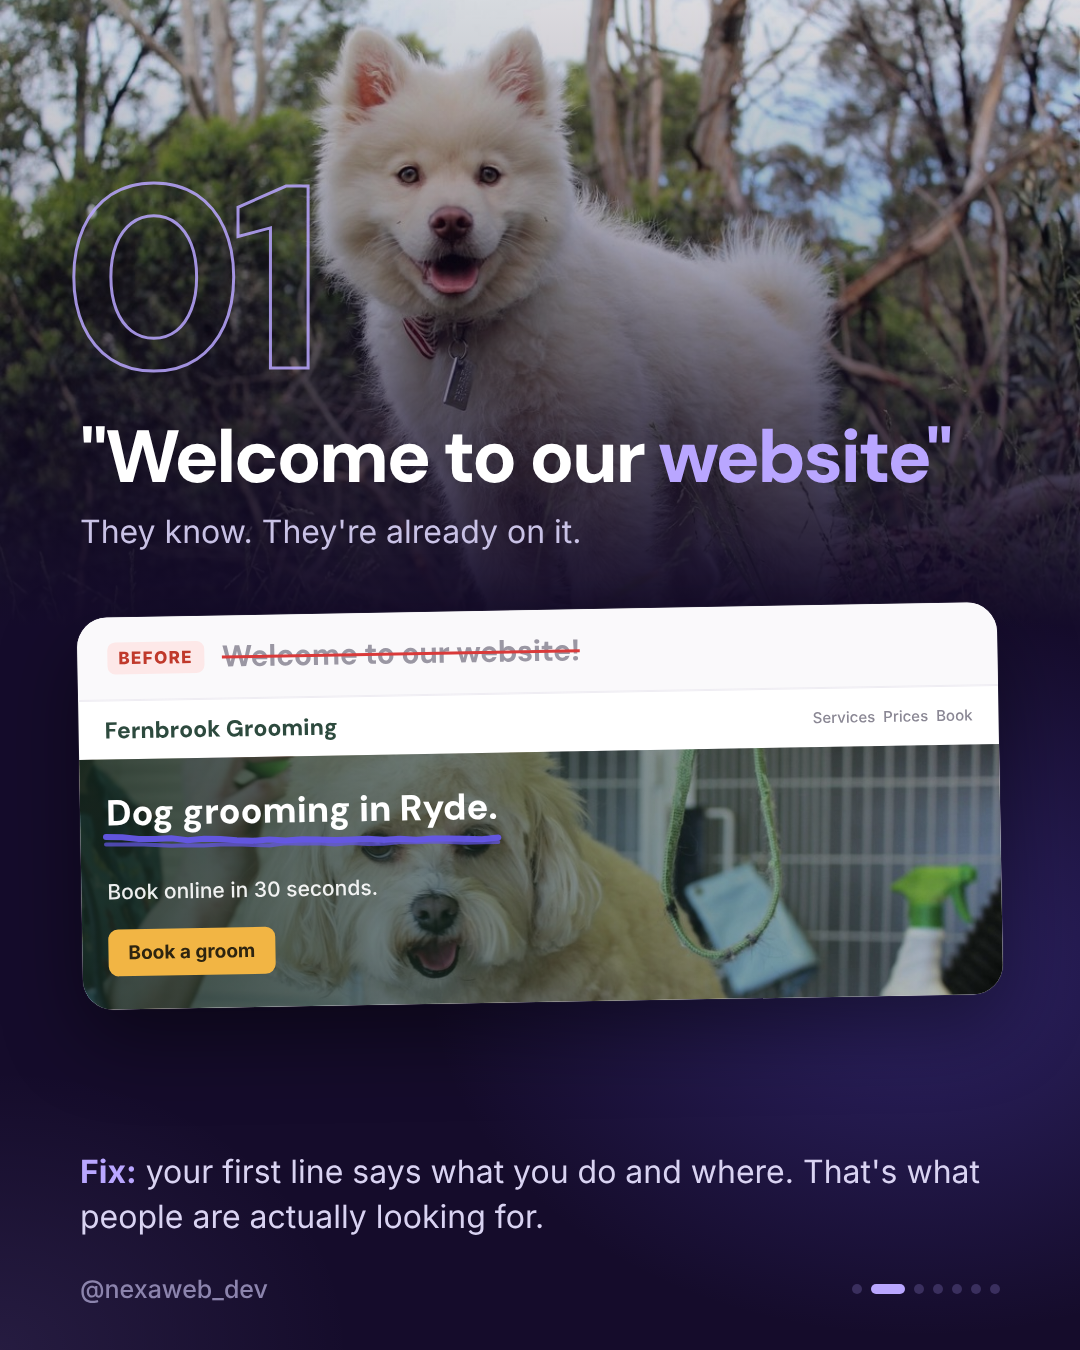 01
"Welcome to our website"
They know. They're already on it.
BEFORE Welcome to our website!
Fernbrook Grooming Services Prices Book
Dog grooming in Ryde.
Book online in 30 seconds.
Book a groom
Fix: your first line says what you do and where. That's what
people are actually looking for.
@nexaweb_dev